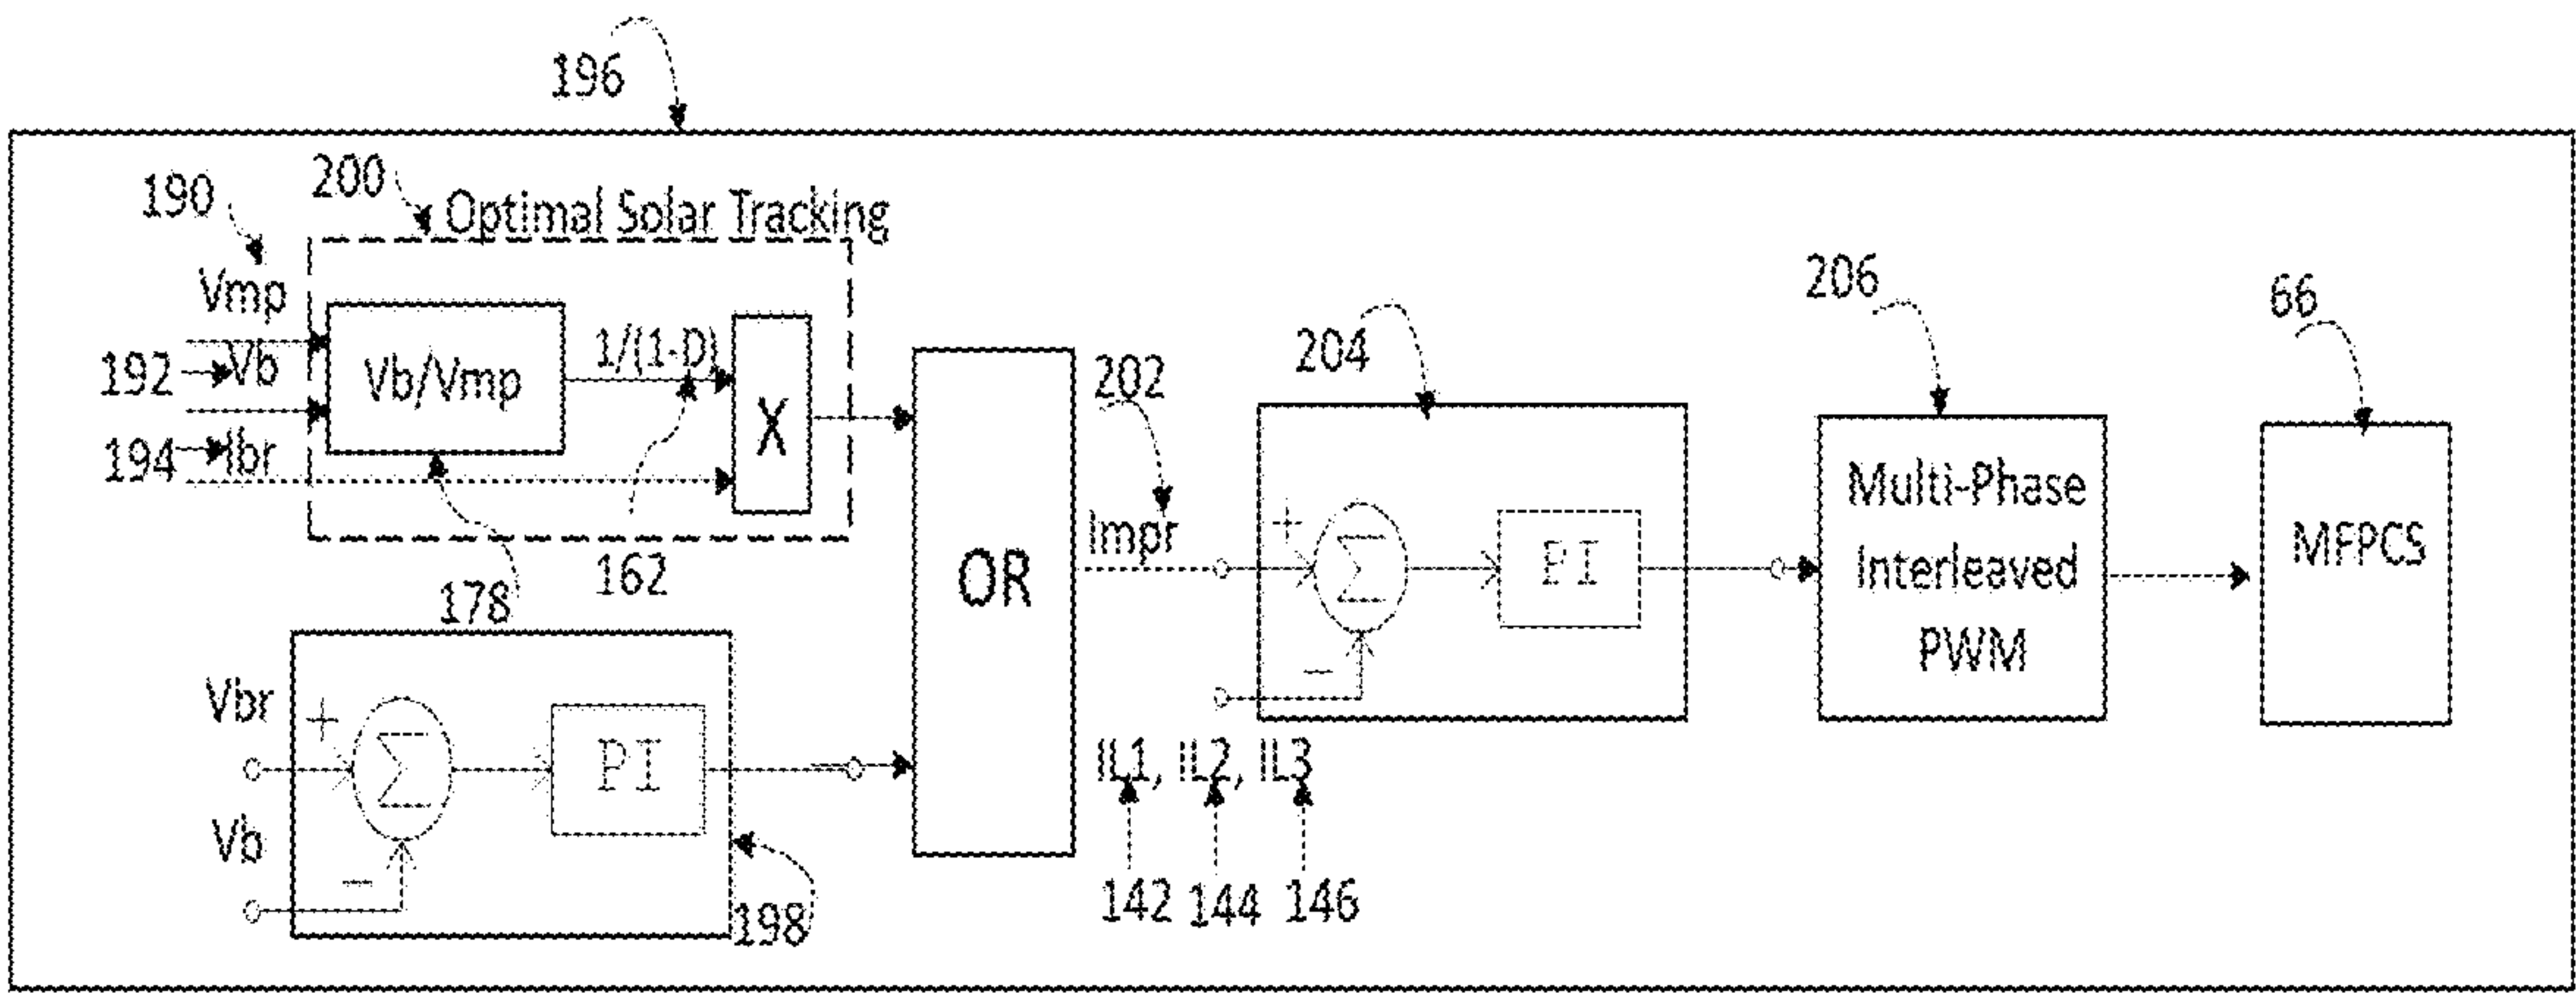 196
190
200
Optimal Solar Tracking
Vmp
192
Vb
194
Ibr
Vb/Vmp
1/(1-D)
X
178
162
Vbr
+
Σ
PI
Vb
−
198
OR
202
Impr
204
+
Σ
PI
−
IL1, IL2, IL3
142 144 146
206
Multi-Phase
Interleaved
PWM
66
MFPCS